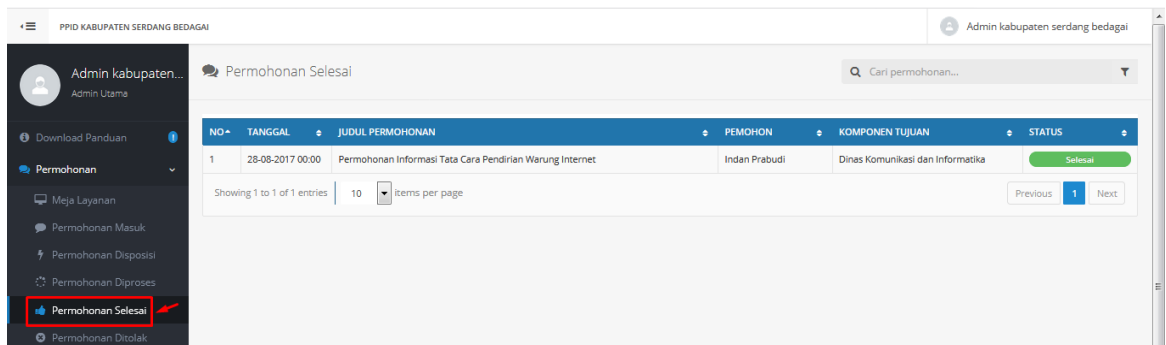 PPID KABUPATEN SERDANG BEDAGAI
Admin kabupaten serdang bedagai
Admin kabupaten...
Admin Utama
Download Panduan
Permohonan
Meja Layanan
Permohonan Masuk
Permohonan Disposisi
Permohonan Diproses
Permohonan Selesai
Permohonan Ditolak
Permohonan Selesai
Cari permohonan...
NO TANGGAL JUDUL PERMOHONAN PEMOHON KOMPONEN TUJUAN STATUS
1 28-08-2017 00:00 Permohonan Informasi Tata Cara Pendirian Warung Internet Indan Prabudi Dinas Komunikasi dan Informatika Selesai
Showing 1 to 1 of 1 entries 10 items per page Previous 1 Next